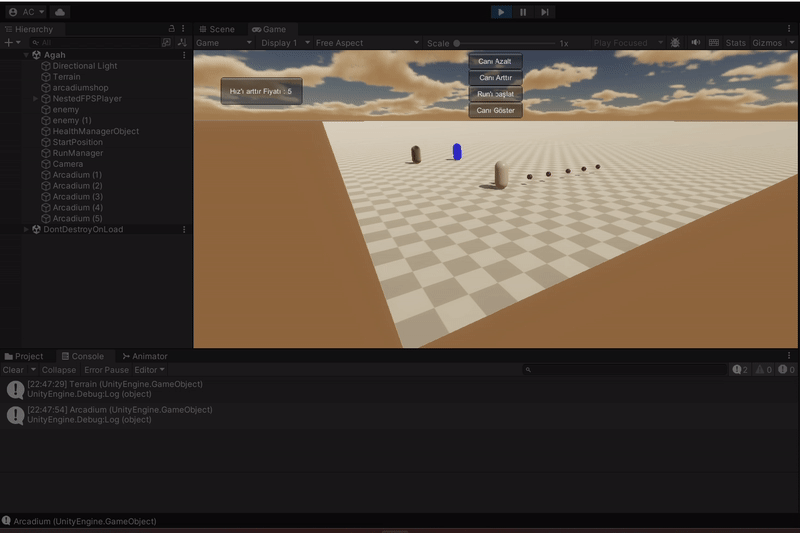 AC
Hierarchy
Scene
Game
All
Game
Display 1
Free Aspect
Scale
1x
Play Focused
Stats
Gizmos
Agah
Directional Light
Terrain
arcadiumshop
NestedFPSPlayer
enemy
enemy (1)
HealthManagerObject
StartPosition
RunManager
Camera
Arcadium (1)
Arcadium (2)
Arcadium (3)
Arcadium (4)
Arcadium (5)
DontDestroyOnLoad
Hız'ı arttır Fiyatı : 5
Canı Azalt
Canı Arttır
Run'ı başlat
Canı Göster
Project
Console
Animator
Clear
Collapse
Error Pause
Editor
2
0
0
[22:47:29] Terrain (UnityEngine.GameObject)
UnityEngine.Debug:Log (object)
[22:47:54] Arcadium (UnityEngine.GameObject)
UnityEngine.Debug:Log (object)
Arcadium (UnityEngine.GameObject)